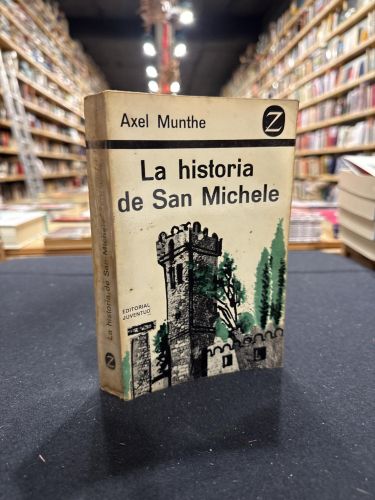 Axel Munthe
Z
La historia
de San Michele
EDITORIAL
JUVENTUD
La historia de San Michele
Z